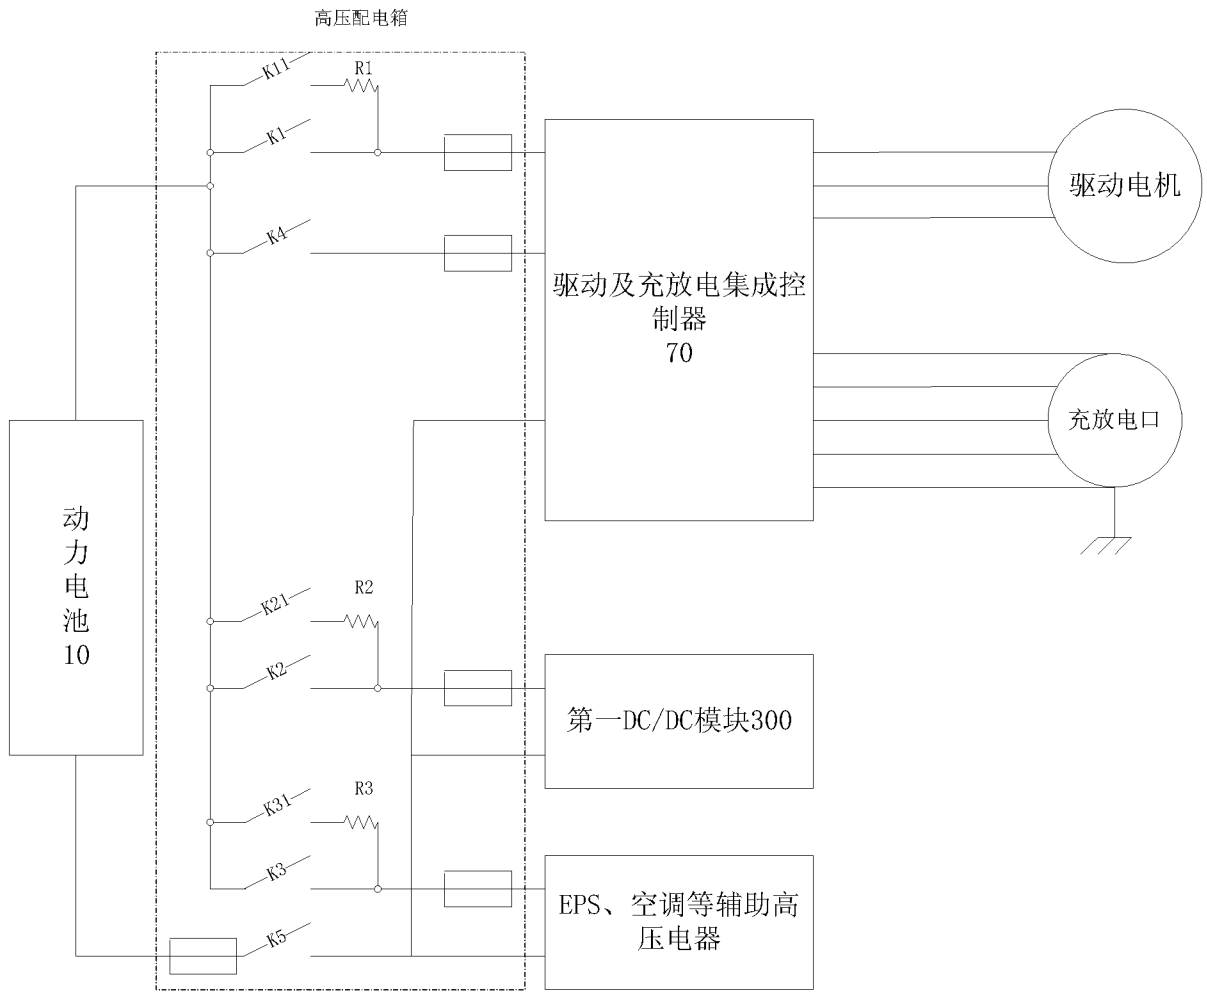 高压配电箱
K11
R1
K1
K4
驱动电机
驱动及充放电集成控
制器
70
充放电口
动
力
电
池
10
K21
R2
K2
第一DC/DC模块300
K31
R3
K3
EPS、空调等辅助高
压电器
K5